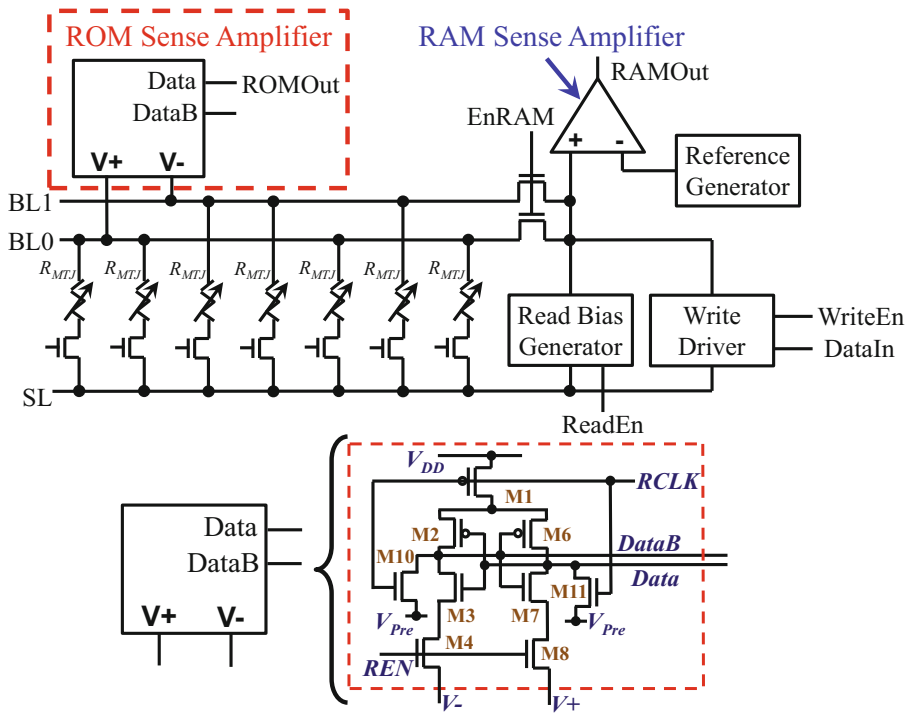 ROM Sense Amplifier
RAM Sense Amplifier
Data
ROMOut
DataB
V+
V-
RAMOut
EnRAM
+
-
Reference
Generator
BL1
BL0
R_MTJ
R_MTJ
R_MTJ
R_MTJ
R_MTJ
R_MTJ
R_MTJ
Read Bias
Generator
Write
Driver
WriteEn
DataIn
SL
ReadEn
V_DD
RCLK
M1
M2
M6
Data
DataB
V+
V-
M10
DataB
Data
M3
M7
M11
V_Pre
V_Pre
M4
M8
REN
V-
V+